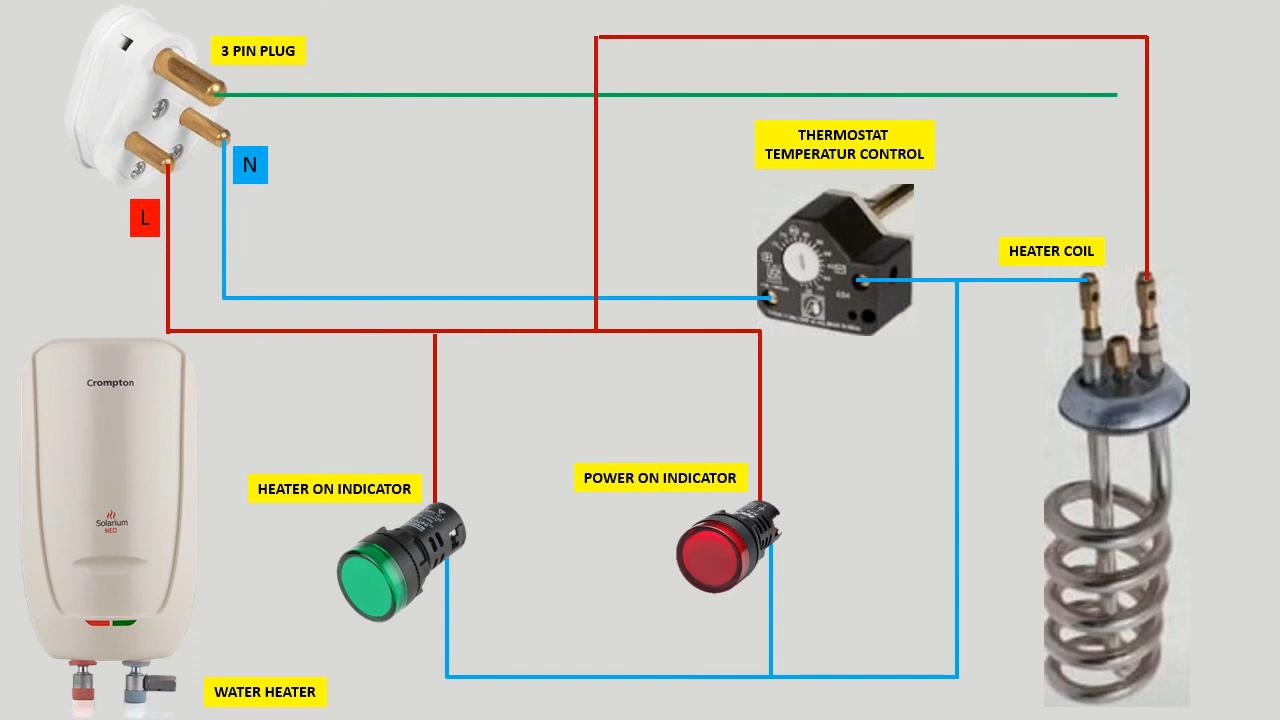 3 PIN PLUG
N
L
THERMOSTAT
TEMPERATUR CONTROL
HEATER COIL
Crompton
HEATER ON INDICATOR
POWER ON INDICATOR
Solarium
NEO
WATER HEATER